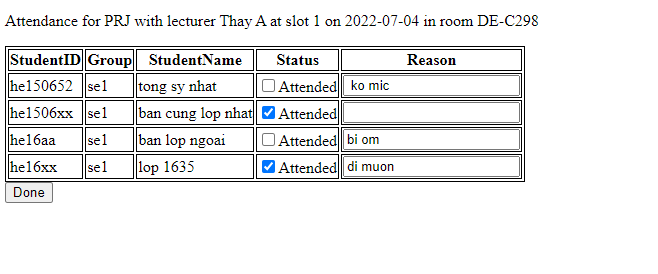 Attendance for PRJ with lecturer Thay A at slot 1 on 2022-07-04 in room DE-C298
StudentID Group StudentName Status Reason
he150652 se1 tong sy nhat Attended ko mic
he1506xx se1 ban cung lop nhat Attended
he16aa se1 ban lop ngoai Attended bi om
he16xx se1 lop 1635 Attended di muon
Done